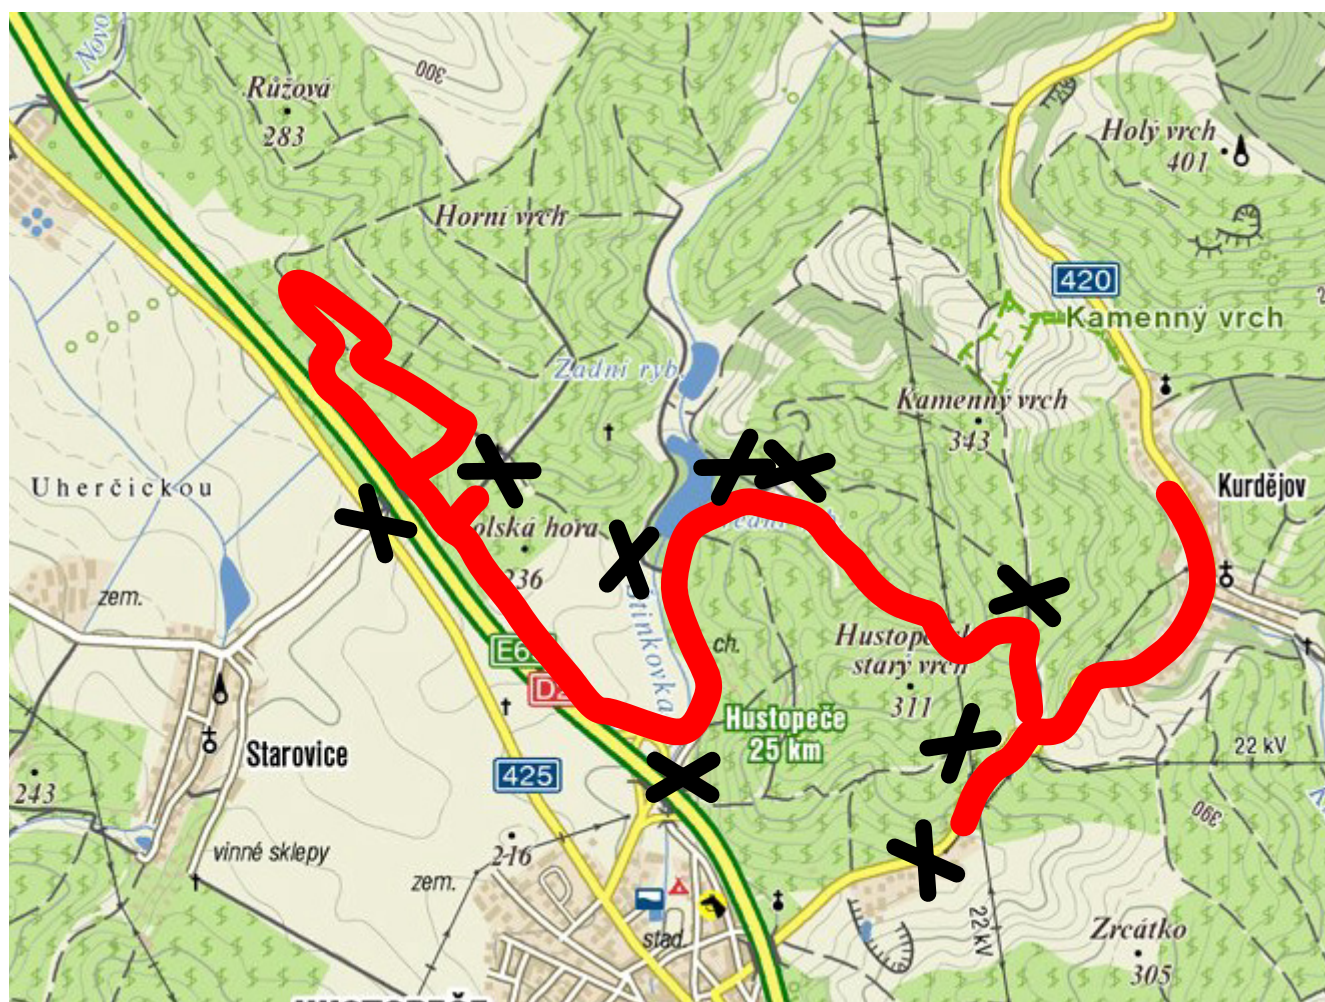 Novo
300
Růžová
283
Holý vrch
401
Horní vrch
420
Kamenný vrch
Zadní ryb.
Kamenný vrch
343
Uherčickou
Kurdějov
olská hora
236
zem.
E6
D2
ch.
Hustop
starý vrch
311
Hustopeče
25 km
Starovice
425
22 kV
243
216
390
vinné sklepy
zem.
stad.
22 kV
Zrcátko
305